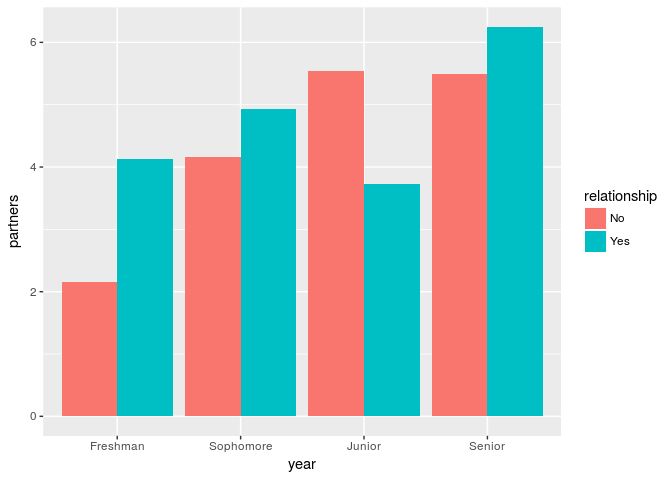 partners
6
4
2
0
Freshman Sophomore Junior Senior
year
relationship
No
Yes